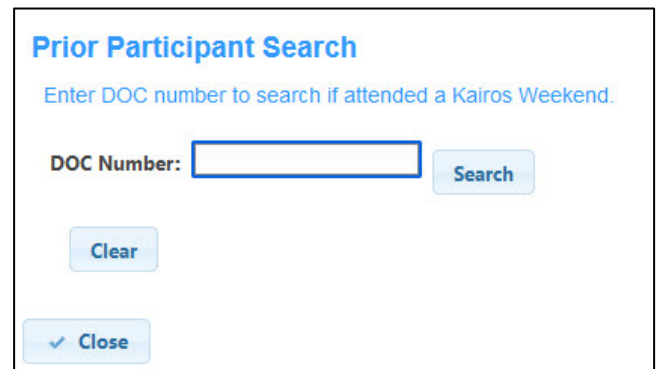 Prior Participant Search
Enter DOC number to search if attended a Kairos Weekend.
DOC Number:
Search
Clear
Close